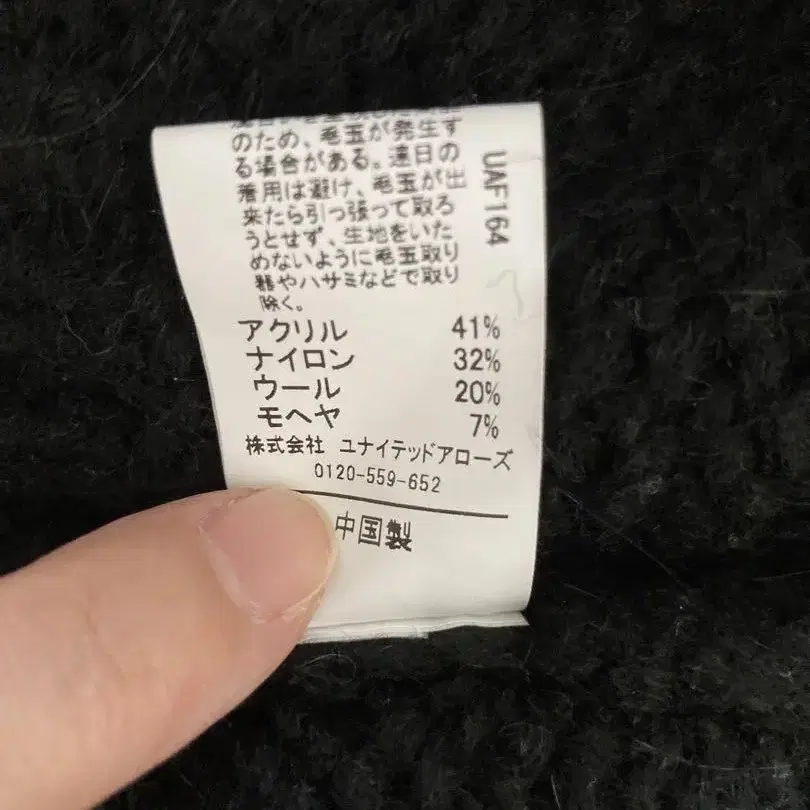 のため、毛玉が発生す
る場合がある。連日の
着用は避け、毛玉が出
来たら引っ張って取ろ
うとせず、生地をいた
めないように毛玉取り
器やハサミなどで取り
除く。
UAF164
アクリル 41%
ナイロン 32%
ウール 20%
モヘヤ 7%
株式会社 ユナイテッドアローズ
0120-559-652
中国製